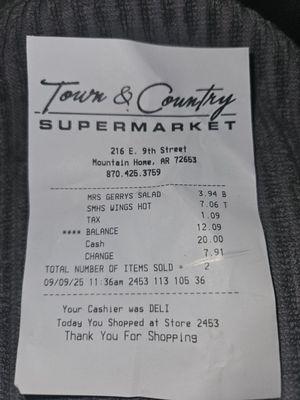 Town & Country
SUPERMARKET
216 E. 9th Street
Mountain Home, AR 72653
870.425.3759
MRS GERRYS SALAD 3.94 B
SMHS WINGS HOT 7.06 T
TAX 1.09
**** BALANCE 12.09
Cash 20.00
CHANGE 7.91
TOTAL NUMBER OF ITEMS SOLD = 2
09/09/25 11:36am 2453 113 105 36
Your Cashier was DELI
Today You Shopped at Store 2453
Thank You For Shopping